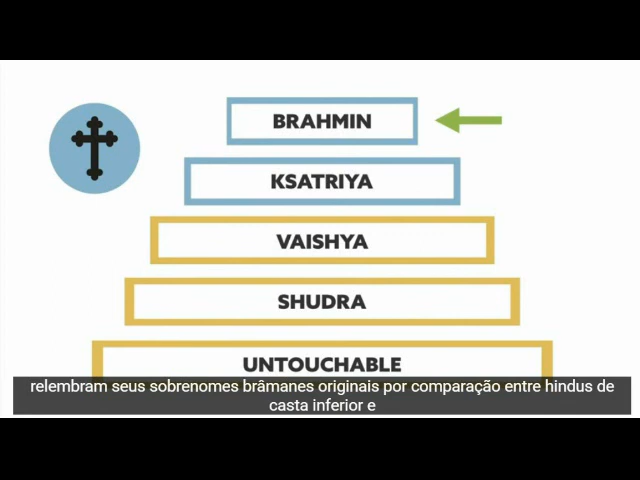 BRAHMIN
KSATRIYA
VAISHYA
SHUDRA
UNTOUCHABLE
relembram seus sobrenomes brâmanes originais por comparação entre hindus de
casta inferior e